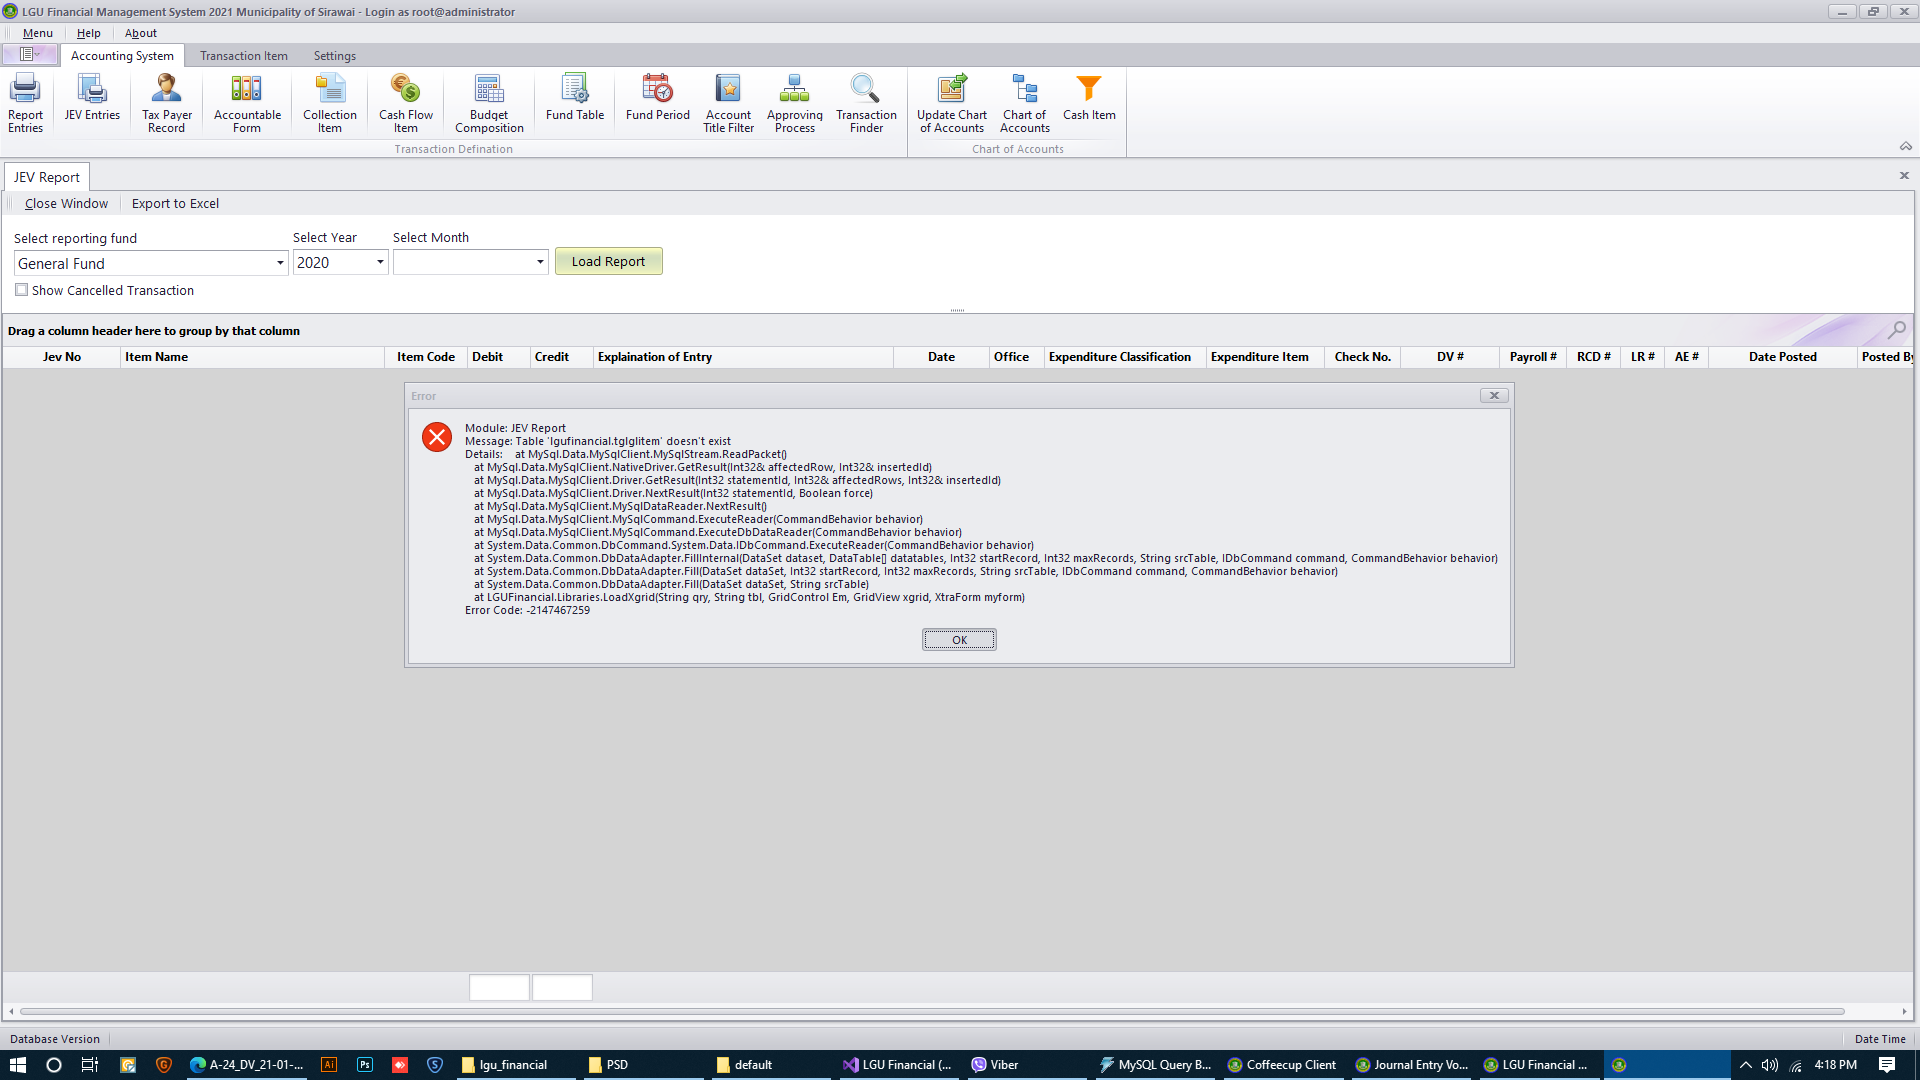 LGU Financial Management System 2021 Municipality of Sirawai - Login as root@administrator
Menu Help About
Accounting System Transaction Item Settings
Report Entries
JEV Entries
Tax Payer Record
Accountable Form
Collection Item
Cash Flow Item
Budget Composition
Fund Table
Fund Period
Account Title Filter
Approving Process
Transaction Finder
Update Chart of Accounts
Chart of Accounts
Cash Item
Transaction Defination
Chart of Accounts
JEV Report
Close Window Export to Excel
Select reporting fund Select Year Select Month
General Fund 2020 Load Report
Show Cancelled Transaction
Drag a column header here to group by that column
Jev No Item Name Item Code Debit Credit Explaination of Entry Date Office Expenditure Classification Expenditure Item Check No. DV # Payroll # RCD # LR # AE # Date Posted Posted By
Error
Module: JEV Report
Message: Table 'lgufinancial.tglglitem' doesn't exist
Details: at MySql.Data.MySqlClient.MySqlStream.ReadPacket()
at MySql.Data.MySqlClient.NativeDriver.GetResult(Int32& affectedRow, Int32& insertedId)
at MySql.Data.MySqlClient.Driver.GetResult(Int32 statementId, Int32& affectedRows, Int32& insertedId)
at MySql.Data.MySqlClient.Driver.NextResult(Int32 statementId, Boolean force)
at MySql.Data.MySqlClient.MySqlDataReader.NextResult()
at MySql.Data.MySqlClient.MySqlCommand.ExecuteReader(CommandBehavior behavior)
at MySql.Data.MySqlClient.MySqlCommand.ExecuteDbDataReader(CommandBehavior behavior)
at System.Data.Common.DbCommand.System.Data.IDbCommand.ExecuteReader(CommandBehavior behavior)
at System.Data.Common.DbDataAdapter.FillInternal(DataSet dataset, DataTable[] datatables, Int32 startRecord, Int32 maxRecords, String srcTable, IDbCommand command, CommandBehavior behavior)
at System.Data.Common.DbDataAdapter.Fill(DataSet dataSet, Int32 startRecord, Int32 maxRecords, String srcTable, IDbCommand command, CommandBehavior behavior)
at System.Data.Common.DbDataAdapter.Fill(DataSet dataSet, String srcTable)
at LGUFinancial.Libraries.LoadXgrid(String qry, String tbl, GridControl Em, GridView xgrid, XtraForm myform)
Error Code: -2147467259
OK
Database Version Date Time
A-24_DV_21-01-... Ai Ps lgu_financial PSD default LGU Financial (... Viber MySQL Query B... Coffeecup Client Journal Entry Vo... LGU Financial ... 4:18 PM